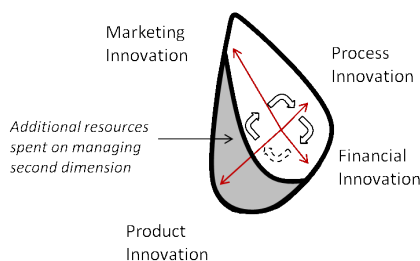 Marketing
Innovation
Process
Innovation
Additional resources
spent on managing
second dimension
Financial
Innovation
Product
Innovation